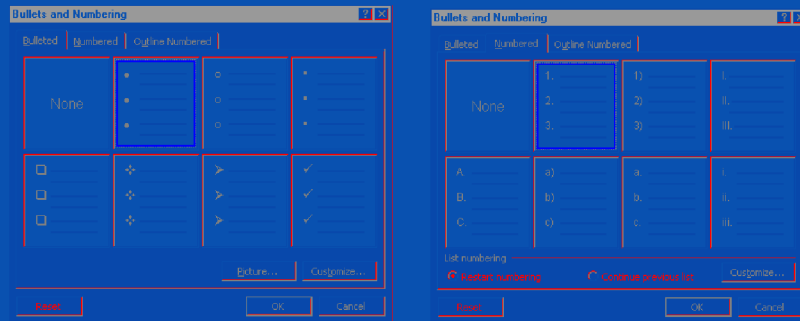 Bullets and Numbering
Bulleted Numbered Outline Numbered
None
Picture... Customize...
Reset OK Cancel
Bullets and Numbering
Bulleted Numbered Outline Numbered
None
1. 1) I.
2. 2) II.
3. 3) III.
A. a) a. i.
B. b) b. ii.
C. c) c. iii.
List numbering
Restart numbering Continue previous list Customize...
Reset OK Cancel